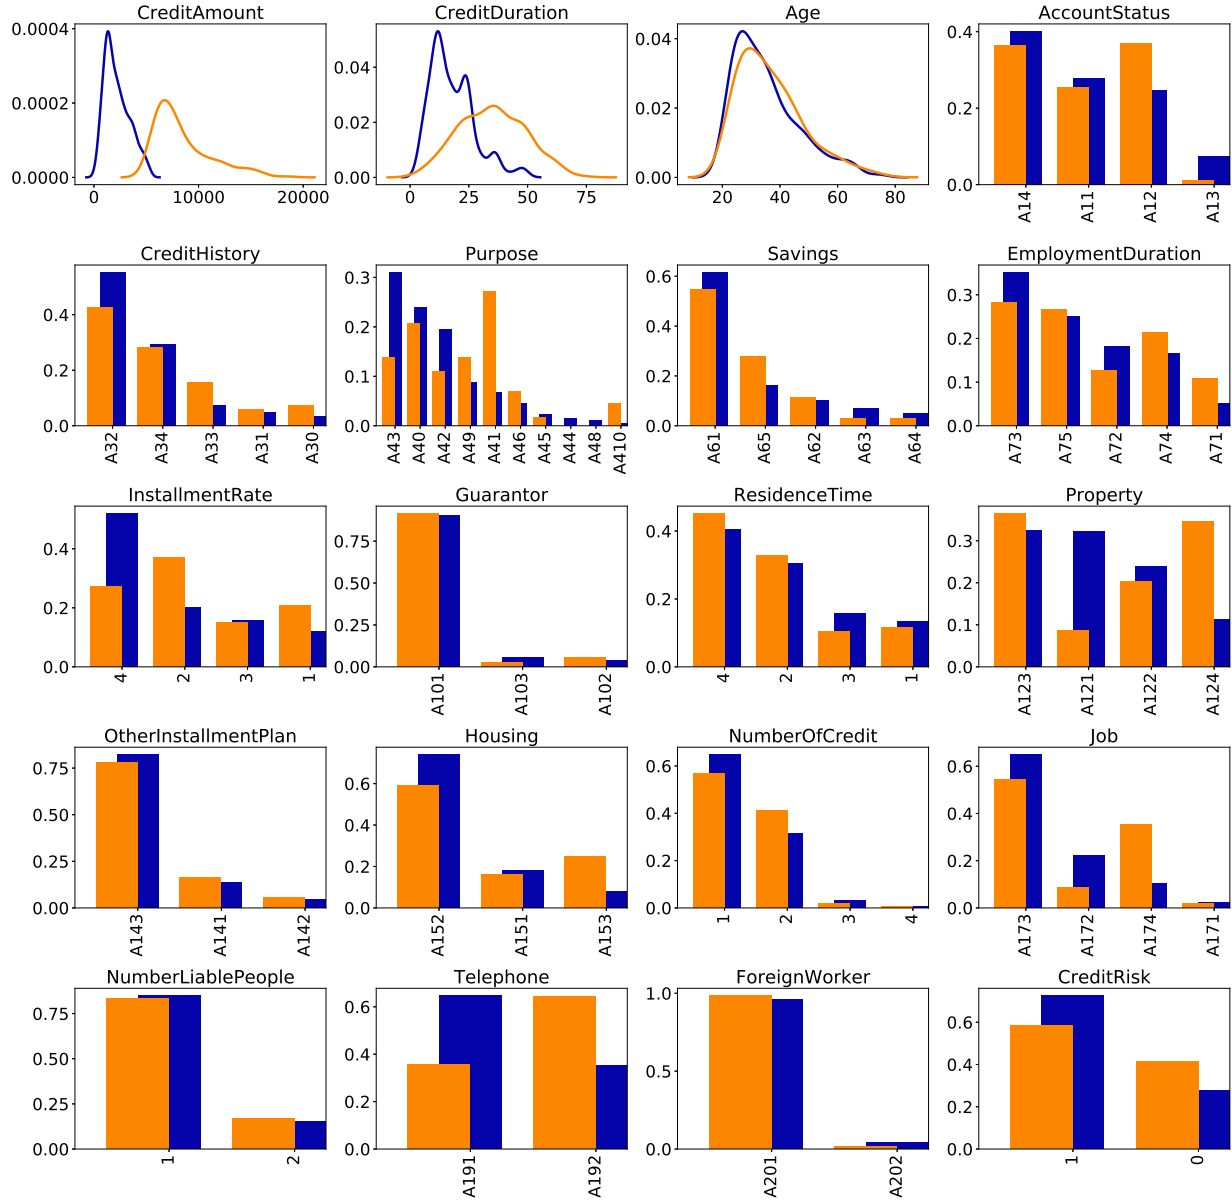 CreditAmount
0.0004
0.0002
0.0000
0 10000 20000
CreditDuration
0.04
0.02
0.00
0 25 50 75
Age
0.04
0.02
0.00
20 40 60 80
AccountStatus
0.4
0.2
0.0
A14 A11 A12 A13
CreditHistory
0.4
0.2
0.0
A32 A34 A33 A31 A30
Purpose
0.3
0.2
0.1
0.0
A43 A40 A42 A49 A41 A46 A45 A44 A48 A410
Savings
0.6
0.4
0.2
0.0
A61 A65 A62 A63 A64
EmploymentDuration
0.3
0.2
0.1
0.0
A73 A75 A72 A74 A71
InstallmentRate
0.4
0.2
0.0
4 2 3 1
Guarantor
0.75
0.50
0.25
0.00
A101 A103 A102
ResidenceTime
0.4
0.2
0.0
4 2 3 1
Property
0.3
0.2
0.1
0.0
A123 A121 A122 A124
OtherInstallmentPlan
0.75
0.50
0.25
0.00
A143 A141 A142
Housing
0.6
0.4
0.2
0.0
A152 A151 A153
NumberOfCredit
0.6
0.4
0.2
0.0
1 2 3 4
Job
0.6
0.4
0.2
0.0
A173 A172 A174 A171
NumberLiablePeople
0.75
0.50
0.25
0.00
1 2
Telephone
0.6
0.4
0.2
0.0
A191 A192
ForeignWorker
1.0
0.5
0.0
A201 A202
CreditRisk
0.6
0.4
0.2
0.0
1 0